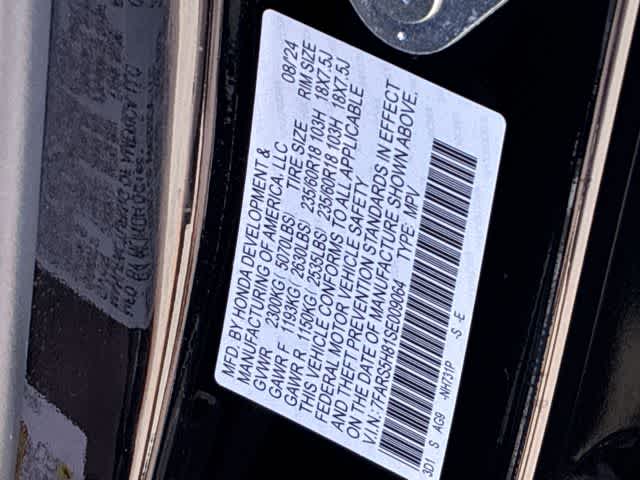 MFD. BY HONDA DEVELOPMENT &
MANUFACTURING OF AMERICA, LLC 08/24
GVWR 2300KG( 5070LBS) TIRE SIZE RIM SIZE
GAWR F 1193KG( 2630LBS) 235/60R18 103H 18X7.5J
GAWR R 1150KG( 2535LBS) 235/60R18 103H 18X7.5J
THIS VEHICLE CONFORMS TO ALL APPLICABLE
FEDERAL MOTOR VEHICLE SAFETY
AND THEFT PREVENTION STANDARDS IN EFFECT
ON THE DATE OF MANUFACTURE SHOWN ABOVE.
V.I.N.:7FARS5H81SE009064 TYPE: MPV
3D1 S AG9 -NH731P -S -E